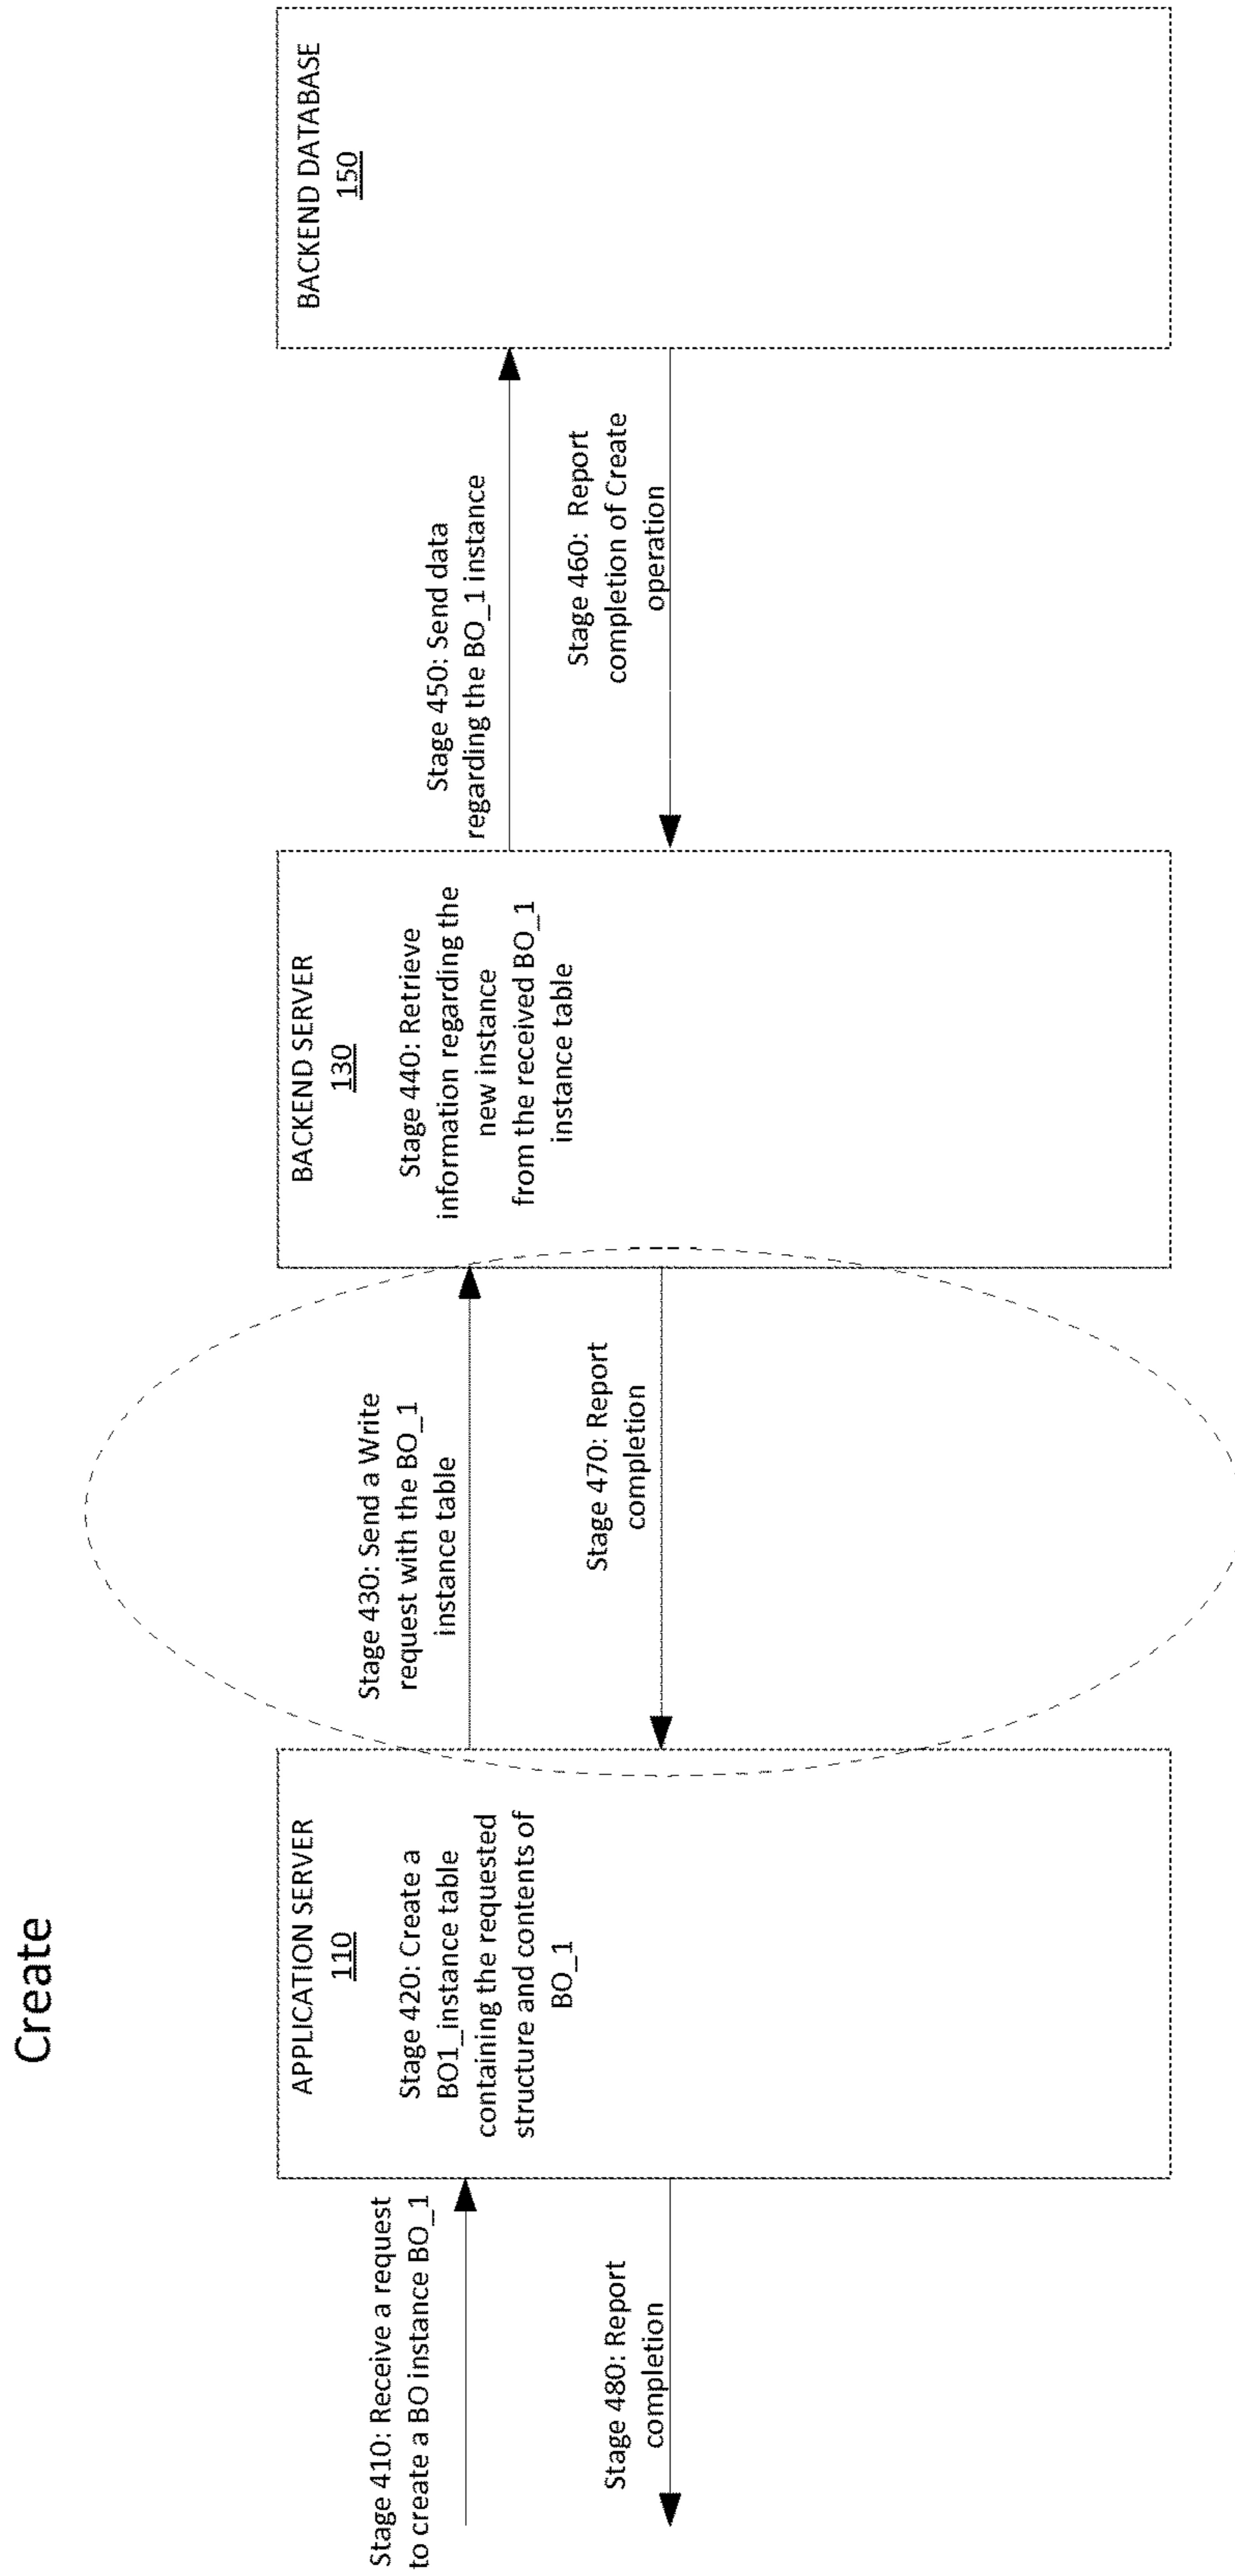 Create
Stage 410: Receive a request
to create a BO instance BO_1
Stage 480: Report
completion
APPLICATION SERVER
110
Stage 420: Create a
BO1_instance table
containing the requested
structure and contents of
BO_1
Stage 430: Send a Write
request with the BO_1
instance table
Stage 470: Report
completion
BACKEND SERVER
130
Stage 440: Retrieve
information regarding the
new instance
from the received BO_1
instance table
Stage 450: Send data
regarding the BO_1 instance
Stage 460: Report
completion of Create
operation
BACKEND DATABASE
150